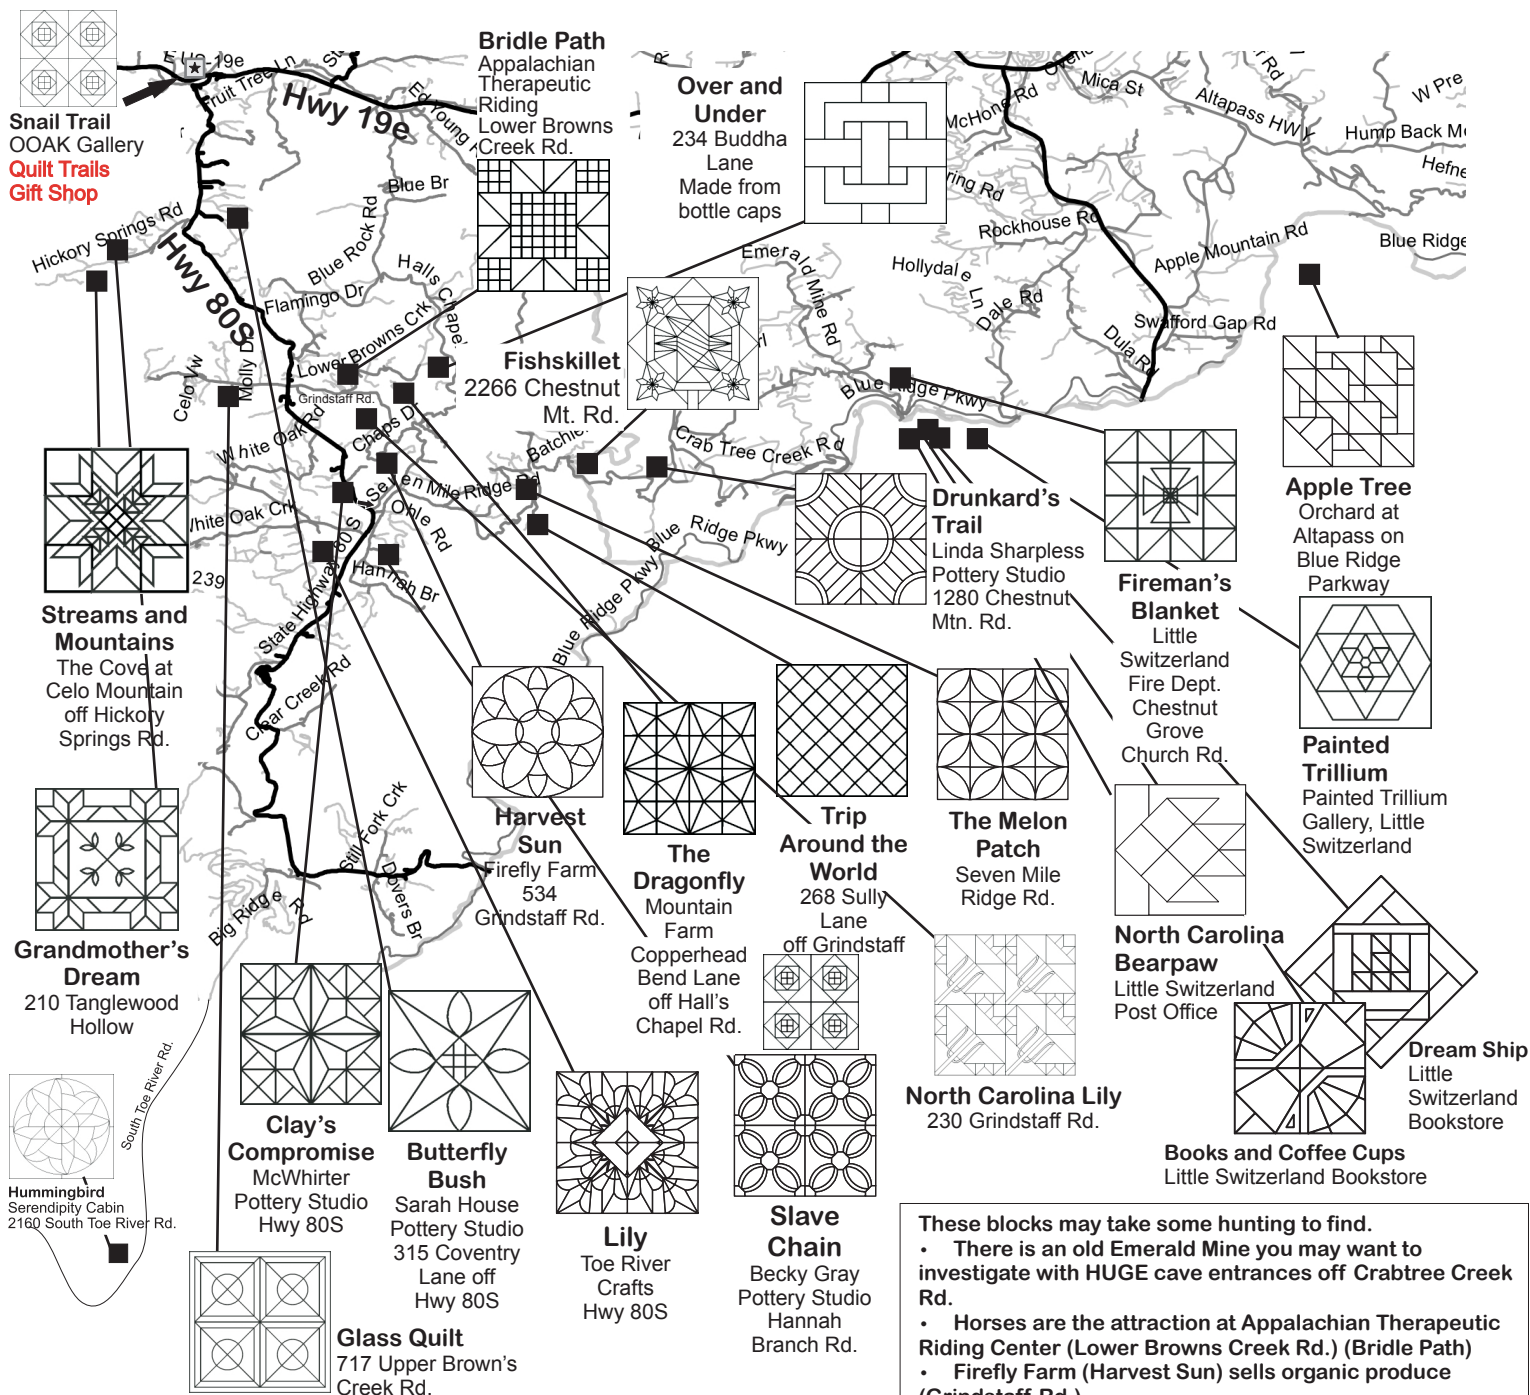 Snail Trail
OOAK Gallery
Quilt Trails
Gift Shop
Fruit Tree Ln
Hwy 19e
Bridle Path
Appalachian
Therapeutic
Riding
Lower Browns
Creek Rd.
Over and
Under
234 Buddha
Lane
Made from
bottle caps
McHone Rd
Mica St
Altapass HWY
W Pre
Hump Back Mo
Hefne
ring Rd
Rockhouse Rd
Apple Mountain Rd
Blue Ridge
Blue Br
Blue Rock Rd
Hickory Springs Rd
Hwy 80S
Flamingo Dr
Halls Chapel
Emerald Mine Rd
Hollydale Ln
Dale Rd
Swafford Gap Rd
Dula Rd
Celo Vw
Molly Dr
Lower Browns Crk
Grindstaff Rd.
Chaps Dr
White Oak Rd
Fishskillet
2266 Chestnut
Mt. Rd.
Blue Ridge Pkwy
Crab Tree Creek Rd
Seven Mile Ridge Rd
White Oak Crk
Ohle Rd
Hannah Br
239
State Highway 80 S
Blue Ridge Pkwy
Blue Ridge Pkwy
Clear Creek Rd
Still Fork Crk
Dovers Br
Big Ridge Rd
Apple Tree
Orchard at
Altapass on
Blue Ridge
Parkway
Drunkard's
Trail
Linda Sharpless
Pottery Studio
1280 Chestnut
Mtn. Rd.
Fireman's
Blanket
Little
Switzerland
Fire Dept.
Chestnut
Grove
Church Rd.
Painted
Trillium
Painted Trillium
Gallery, Little
Switzerland
Streams and
Mountains
The Cove at
Celo Mountain
off Hickory
Springs Rd.
Grandmother's
Dream
210 Tanglewood
Hollow
Harvest
Sun
Firefly Farm
534
Grindstaff Rd.
The
Dragonfly
Mountain
Farm
Copperhead
Bend Lane
off Hall's
Chapel Rd.
Trip
Around the
World
268 Sully
Lane
off Grindstaff
The Melon
Patch
Seven Mile
Ridge Rd.
North Carolina
Bearpaw
Little Switzerland
Post Office
Dream Ship
Little
Switzerland
Bookstore
Books and Coffee Cups
Little Switzerland Bookstore
North Carolina Lily
230 Grindstaff Rd.
South Toe River Rd.
Hummingbird
Serendipity Cabin
2160 South Toe River Rd.
Clay's
Compromise
McWhirter
Pottery Studio
Hwy 80S
Butterfly
Bush
Sarah House
Pottery Studio
315 Coventry
Lane off
Hwy 80S
Lily
Toe River
Crafts
Hwy 80S
Slave
Chain
Becky Gray
Pottery Studio
Hannah
Branch Rd.
Glass Quilt
717 Upper Brown's
Creek Rd.
These blocks may take some hunting to find.
• There is an old Emerald Mine you may want to
investigate with HUGE cave entrances off Crabtree Creek
Rd.
• Horses are the attraction at Appalachian Therapeutic
Riding Center (Lower Browns Creek Rd.) (Bridle Path)
• Firefly Farm (Harvest Sun) sells organic produce
(Grindstaff Rd.)